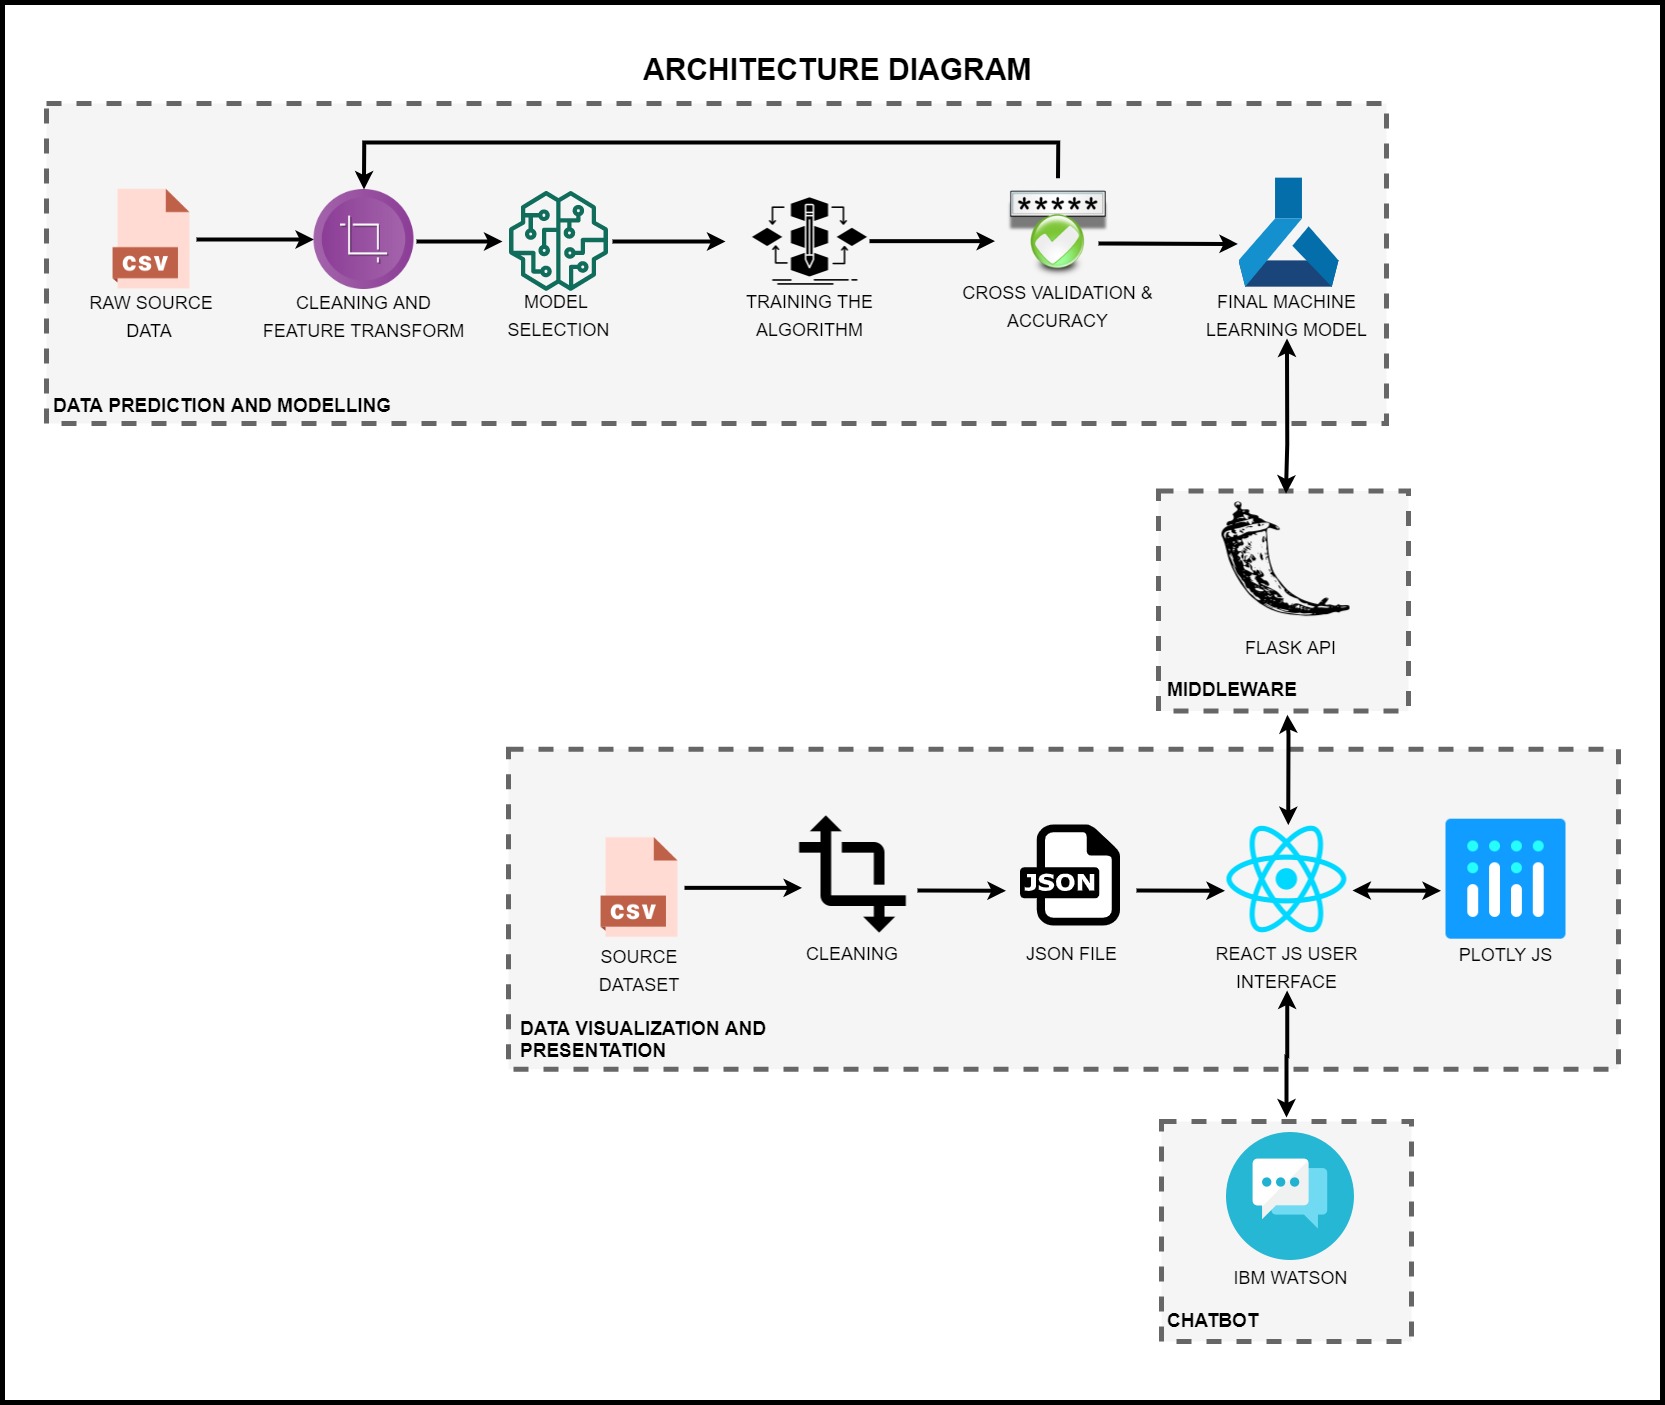 ARCHITECTURE DIAGRAM
*****
CSV
RAW SOURCE
DATA
CLEANING AND
FEATURE TRANSFORM
MODEL
SELECTION
TRAINING THE
ALGORITHM
CROSS VALIDATION &
ACCURACY
FINAL MACHINE
LEARNING MODEL
DATA PREDICTION AND MODELLING
FLASK API
MIDDLEWARE
CSV
JSON
SOURCE
DATASET
CLEANING
JSON FILE
REACT JS USER
INTERFACE
PLOTLY JS
DATA VISUALIZATION AND
PRESENTATION
IBM WATSON
CHATBOT